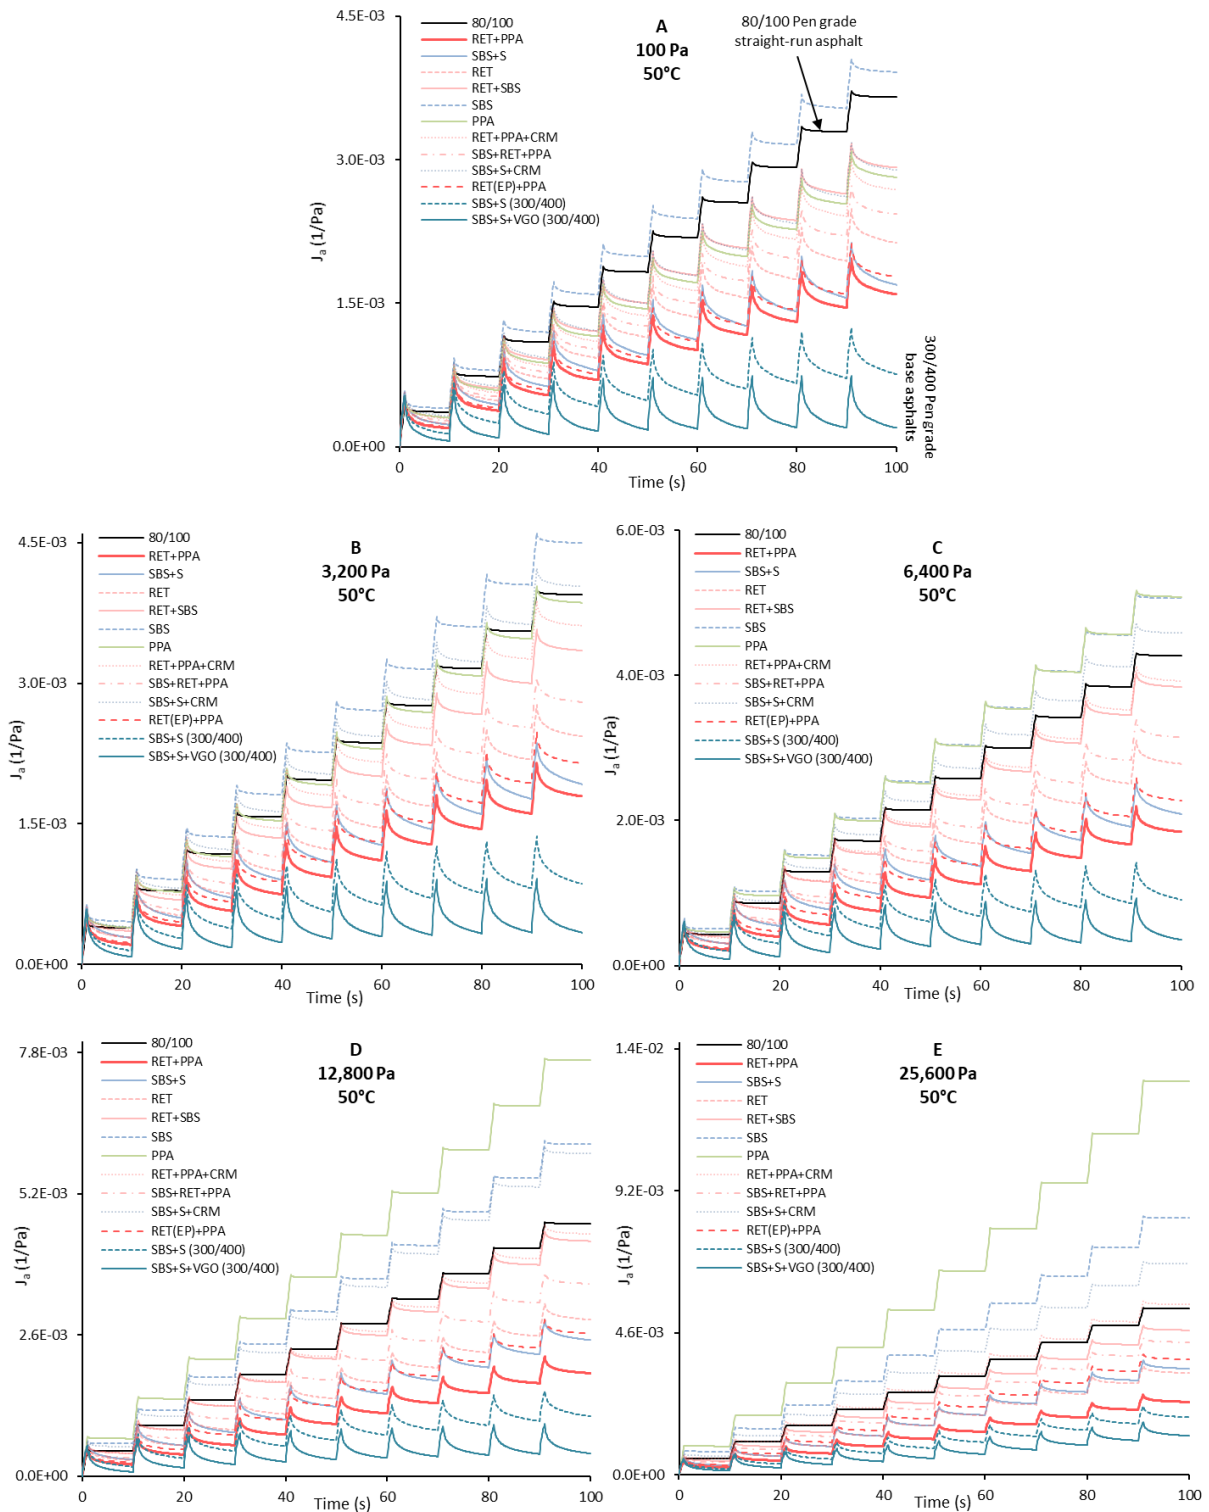 A
100 Pa
50°C
4.5E-03
3.0E-03
1.5E-03
0.0E+00
Jₐ (1/Pa)
80/100
RET+PPA
SBS+S
RET
RET+SBS
SBS
PPA
RET+PPA+CRM
SBS+RET+PPA
SBS+S+CRM
RET(EP)+PPA
SBS+S (300/400)
SBS+S+VGO (300/400)
80/100 Pen grade
straight-run asphalt
300/400 Pen grade
base asphalts
0 20 40 60 80 100
Time (s)
B
3,200 Pa
50°C
4.5E-03
3.0E-03
1.5E-03
0.0E+00
Jₐ (1/Pa)
80/100
RET+PPA
SBS+S
RET
RET+SBS
SBS
PPA
RET+PPA+CRM
SBS+RET+PPA
SBS+S+CRM
RET(EP)+PPA
SBS+S (300/400)
SBS+S+VGO (300/400)
0 20 40 60 80 100
Time (s)
C
6,400 Pa
50°C
6.0E-03
4.0E-03
2.0E-03
0.0E+00
Jₐ (1/Pa)
80/100
RET+PPA
SBS+S
RET
RET+SBS
SBS
PPA
RET+PPA+CRM
SBS+RET+PPA
SBS+S+CRM
RET(EP)+PPA
SBS+S (300/400)
SBS+S+VGO (300/400)
0 20 40 60 80 100
Time (s)
D
12,800 Pa
50°C
7.8E-03
5.2E-03
2.6E-03
0.0E+00
Jₐ (1/Pa)
80/100
RET+PPA
SBS+S
RET
RET+SBS
SBS
PPA
RET+PPA+CRM
SBS+RET+PPA
SBS+S+CRM
RET(EP)+PPA
SBS+S (300/400)
SBS+S+VGO (300/400)
0 20 40 60 80 100
Time (s)
E
25,600 Pa
50°C
1.4E-02
9.2E-03
4.6E-03
0.0E+00
Jₐ (1/Pa)
80/100
RET+PPA
SBS+S
RET
RET+SBS
SBS
PPA
RET+PPA+CRM
SBS+RET+PPA
SBS+S+CRM
RET(EP)+PPA
SBS+S (300/400)
SBS+S+VGO (300/400)
0 20 40 60 80 100
Time (s)